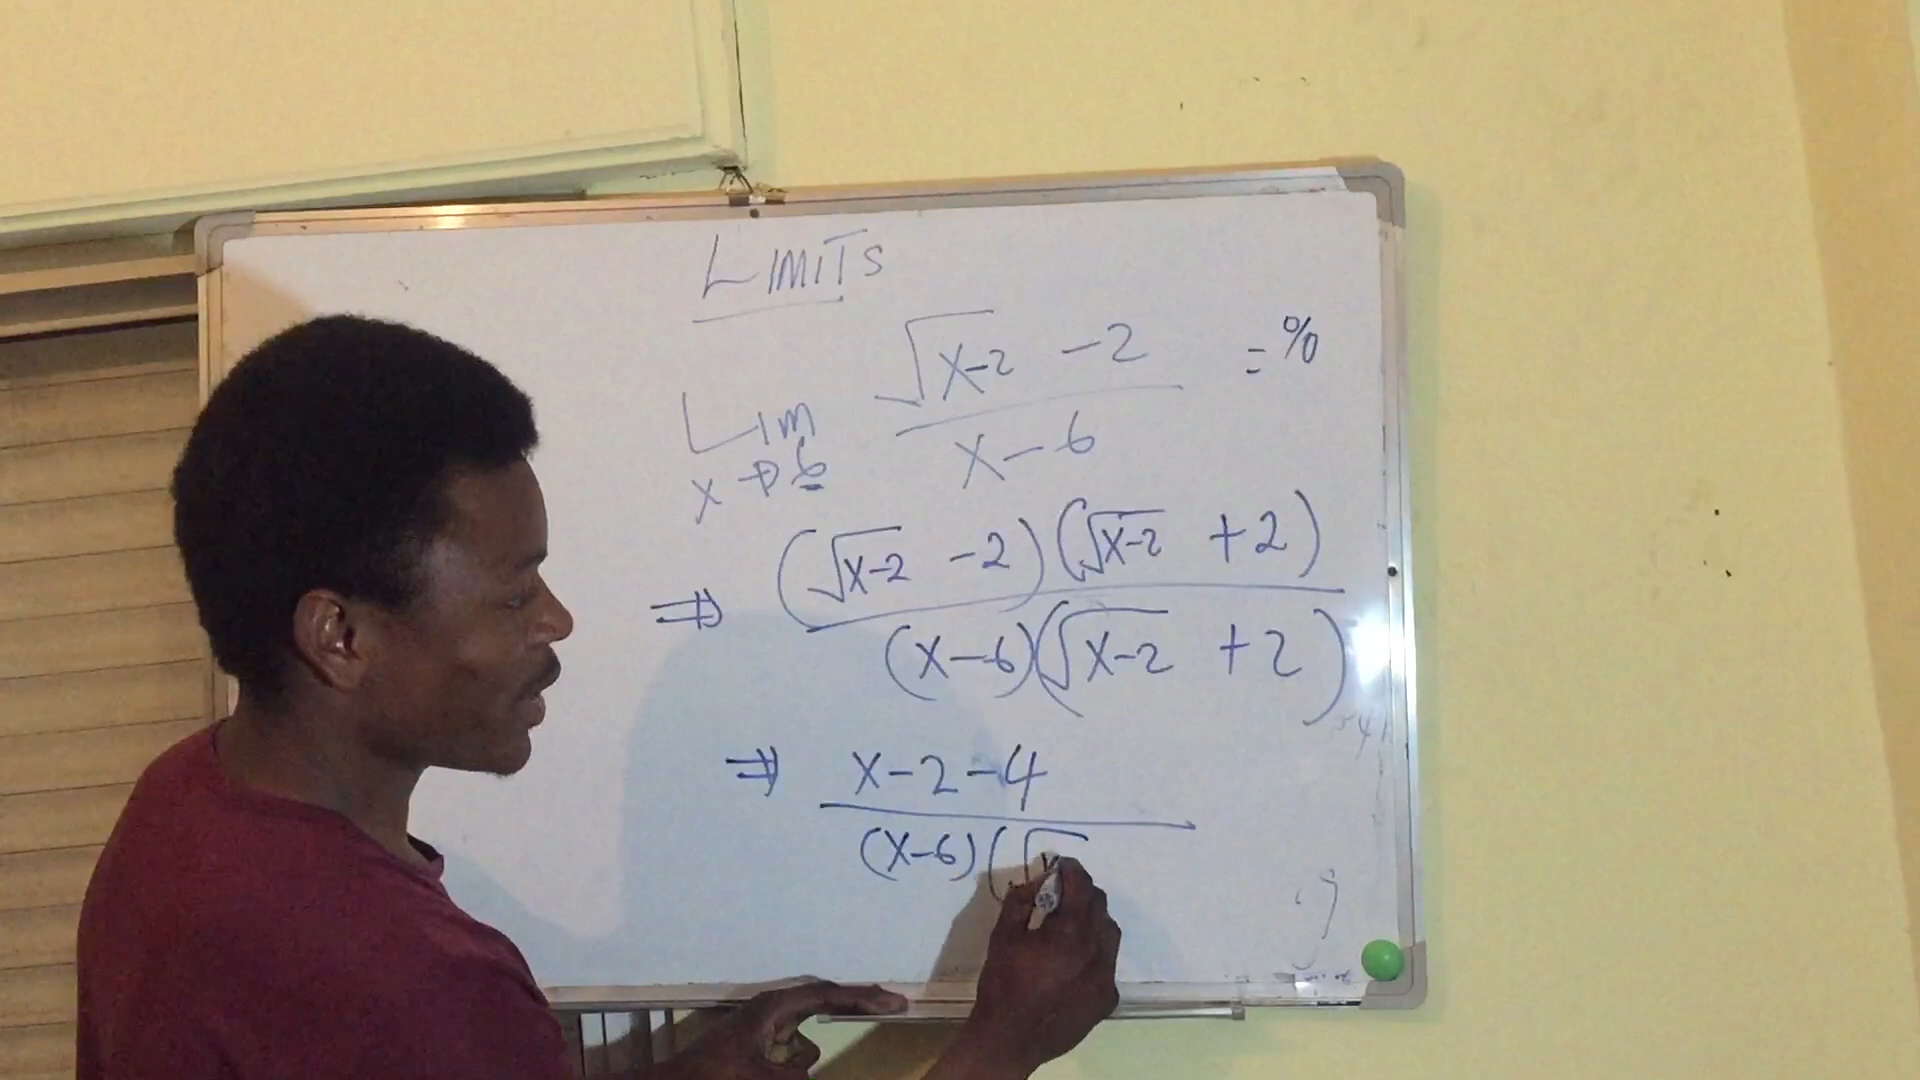 LIMITS
Lim x→6 √x-2 -2 = 0/0
x-6
⇒ (√x-2 -2)(√x-2 +2)
(x-6)(√x-2 +2)
⇒ x-2-4
(x-6)(√